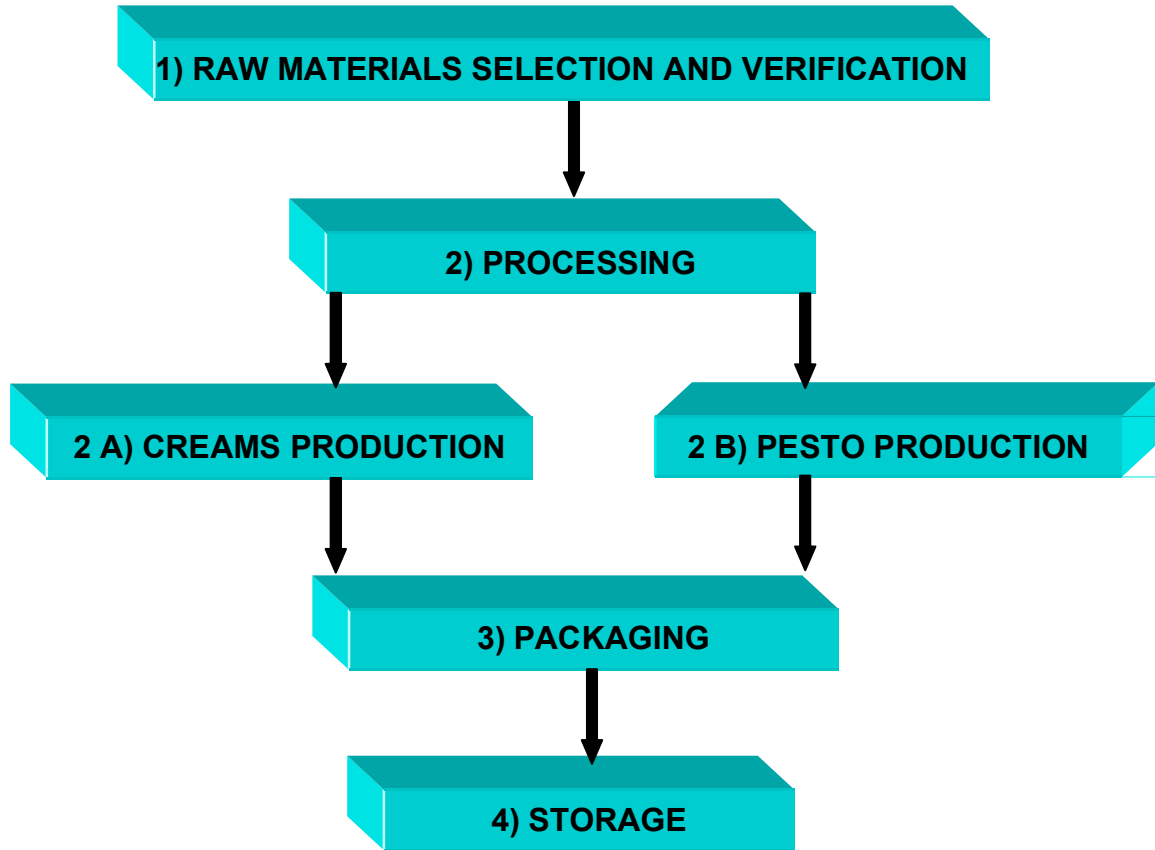 1) RAW MATERIALS SELECTION AND VERIFICATION
2) PROCESSING
2 A) CREAMS PRODUCTION
2 B) PESTO PRODUCTION
3) PACKAGING
4) STORAGE